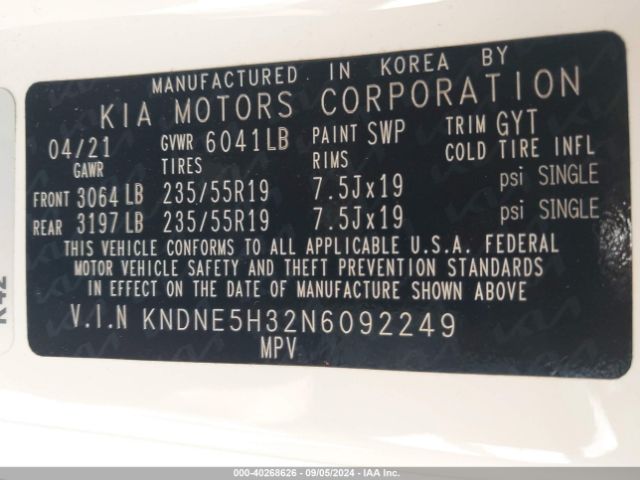 MANUFACTURED IN KOREA BY
KIA MOTORS CORPORATION
04/21 GVWR 6041LB PAINT SWP TRIM GYT
GAWR TIRES RIMS COLD TIRE INFL
FRONT 3064 LB 235/55R19 7.5Jx19 psi SINGLE
REAR 3197 LB 235/55R19 7.5Jx19 psi SINGLE
THIS VEHICLE CONFORMS TO ALL APPLICABLE U.S.A. FEDERAL
MOTOR VEHICLE SAFETY AND THEFT PREVENTION STANDARDS
IN EFFECT ON THE DATE OF MANUFACTURE SHOWN ABOVE
V.I.N KNDNE5H32N6092249
MPV
K42
000-40268626 - 09/05/2024 - IAA Inc.